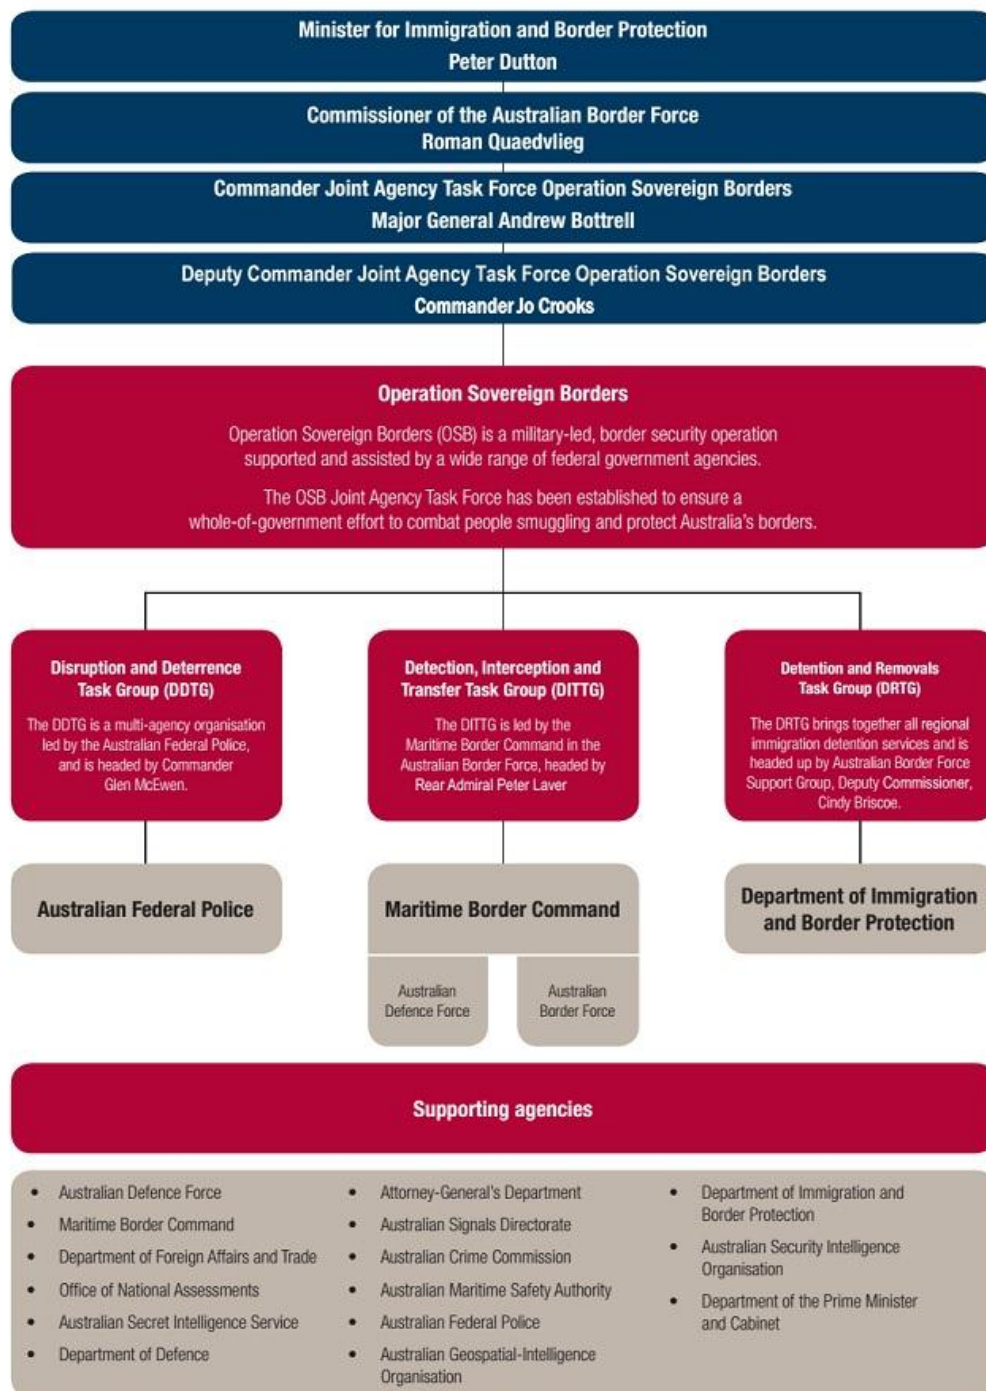 Minister for Immigration and Border Protection
Peter Dutton
Commissioner of the Australian Border Force
Roman Quaedvlieg
Commander Joint Agency Task Force Operation Sovereign Borders
Major General Andrew Bottrell
Deputy Commander Joint Agency Task Force Operation Sovereign Borders
Commander Jo Crooks
Operation Sovereign Borders
Operation Sovereign Borders (OSB) is a military-led, border security operation
supported and assisted by a wide range of federal government agencies.
The OSB Joint Agency Task Force has been established to ensure a
whole-of-government effort to combat people smuggling and protect Australia's borders.
Disruption and Deterrence
Task Group (DDTG)
The DDTG is a multi-agency organisation
led by the Australian Federal Police,
and is headed by Commander
Glen McEwen.
Detection, Interception and
Transfer Task Group (DITTG)
The DITTG is led by the
Maritime Border Command in the
Australian Border Force, headed by
Rear Admiral Peter Laver
Detention and Removals
Task Group (DRTG)
The DRTG brings together all regional
immigration detention services and is
headed up by Australian Border Force
Support Group, Deputy Commissioner,
Cindy Briscoe.
Australian Federal Police
Maritime Border Command
Australian
Defence Force
Australian
Border Force
Department of Immigration
and Border Protection
Supporting agencies
• Australian Defence Force
• Maritime Border Command
• Department of Foreign Affairs and Trade
• Office of National Assessments
• Australian Secret Intelligence Service
• Department of Defence
• Attorney-General's Department
• Australian Signals Directorate
• Australian Crime Commission
• Australian Maritime Safety Authority
• Australian Federal Police
• Australian Geospatial-Intelligence
Organisation
• Department of Immigration and
Border Protection
• Australian Security Intelligence
Organisation
• Department of the Prime Minister
and Cabinet